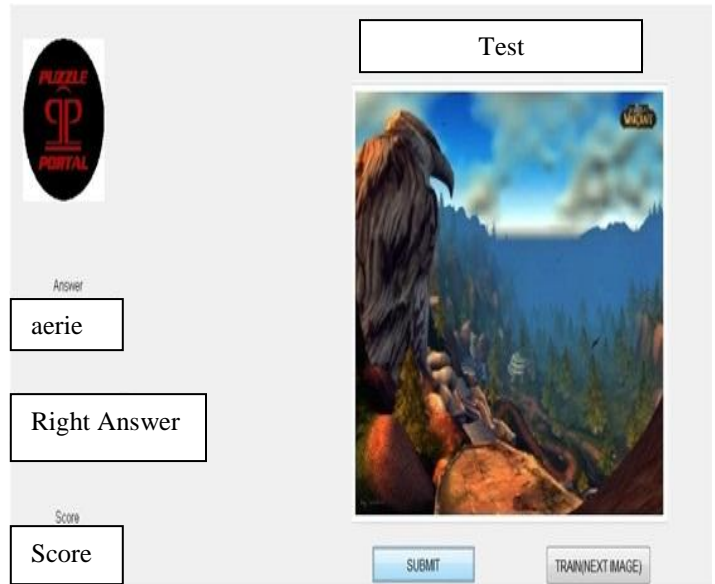 Test
PUZZLE
PORTAL
WARCRAFT
Answer
aerie
Right Answer
Score
Score
SUBMIT
TRAIN(NEXT IMAGE)